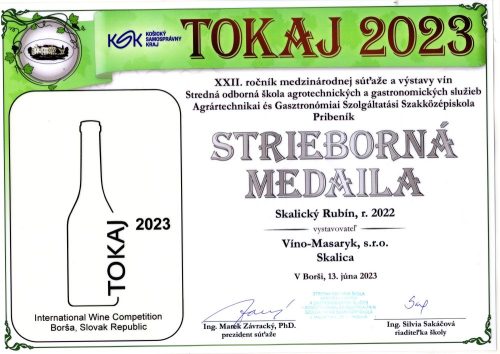 KSK KOŠICKÝ
SAMOSPRÁVNY
KRAJ
TOKAJ 2023
XXII. ročník medzinárodnej súťaže a výstavy vín
Stredná odborná škola agrotechnických a gastronomických služieb
Agrártechnikai és Gasztronómiai Szolgáltatási Szakközépiskola
Pribeník
STRIEBORNÁ
MEDAILA
Skalický Rubín, r. 2022
vystavovateľ
Víno-Masaryk, s.r.o.
Skalica
V Borši, 13. júna 2023
TOKAJ
2023
International Wine Competition
Borša, Slovak Republic
Ing. Marek Závracký, PhD.
prezident súťaže
Ing. Silvia Sakáčová
riaditeľka školy